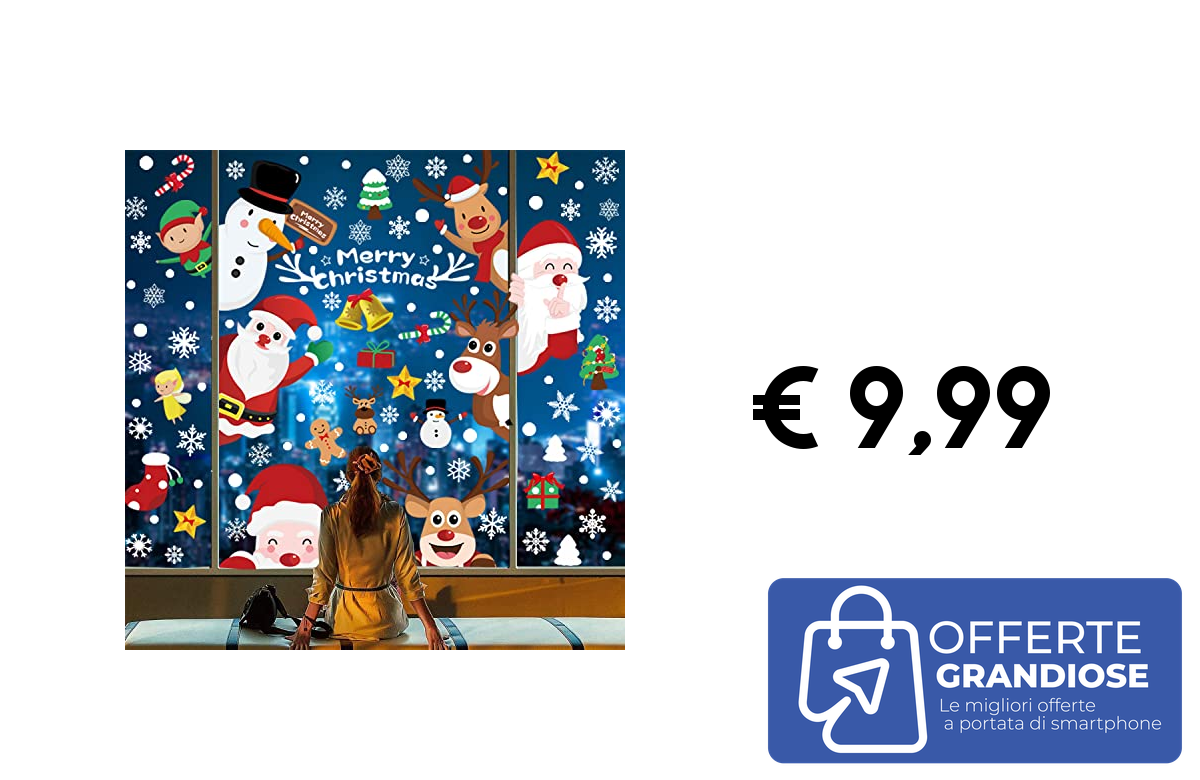 Merry
Christmas
Merry
Christmas
€ 9,99
OFFERTE
GRANDIOSE
Le migliori offerte
a portata di smartphone